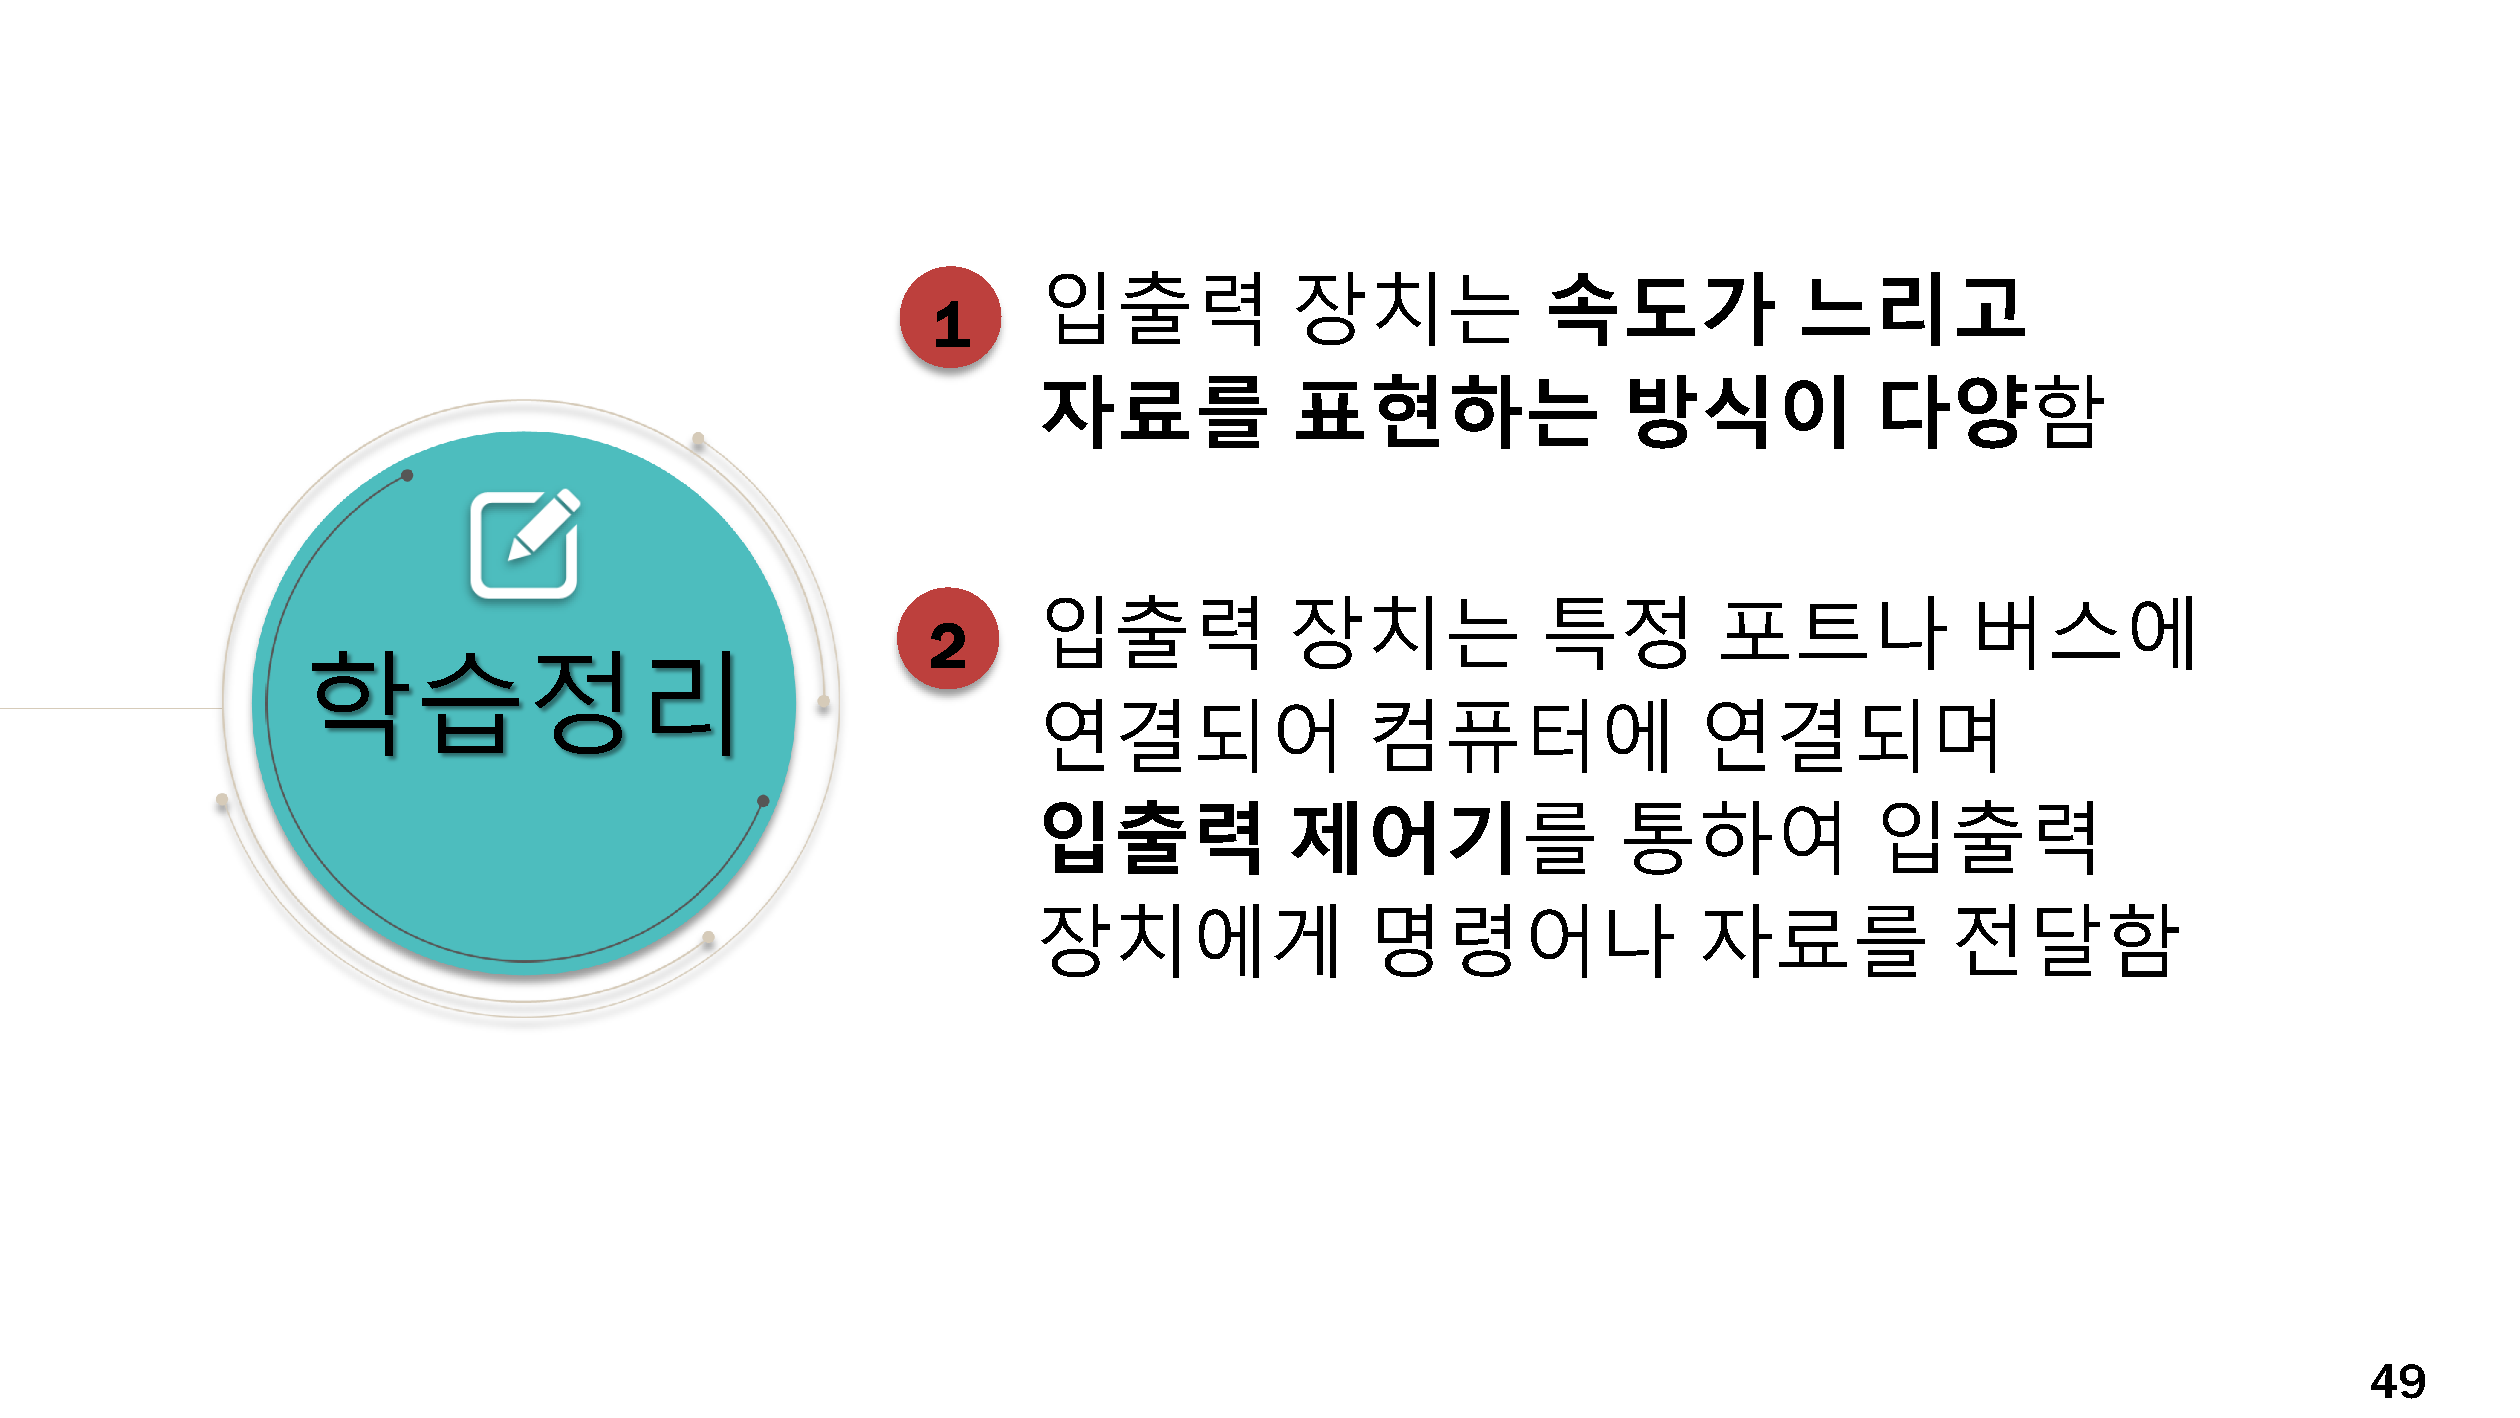 학습정리
1
입출력 장치는 속도가 느리고
자료를 표현하는 방식이 다양함
2
입출력 장치는 특정 포트나 버스에
연결되어 컴퓨터에 연결되며
입출력 제어기를 통하여 입출력
장치에게 명령어나 자료를 전달함
49